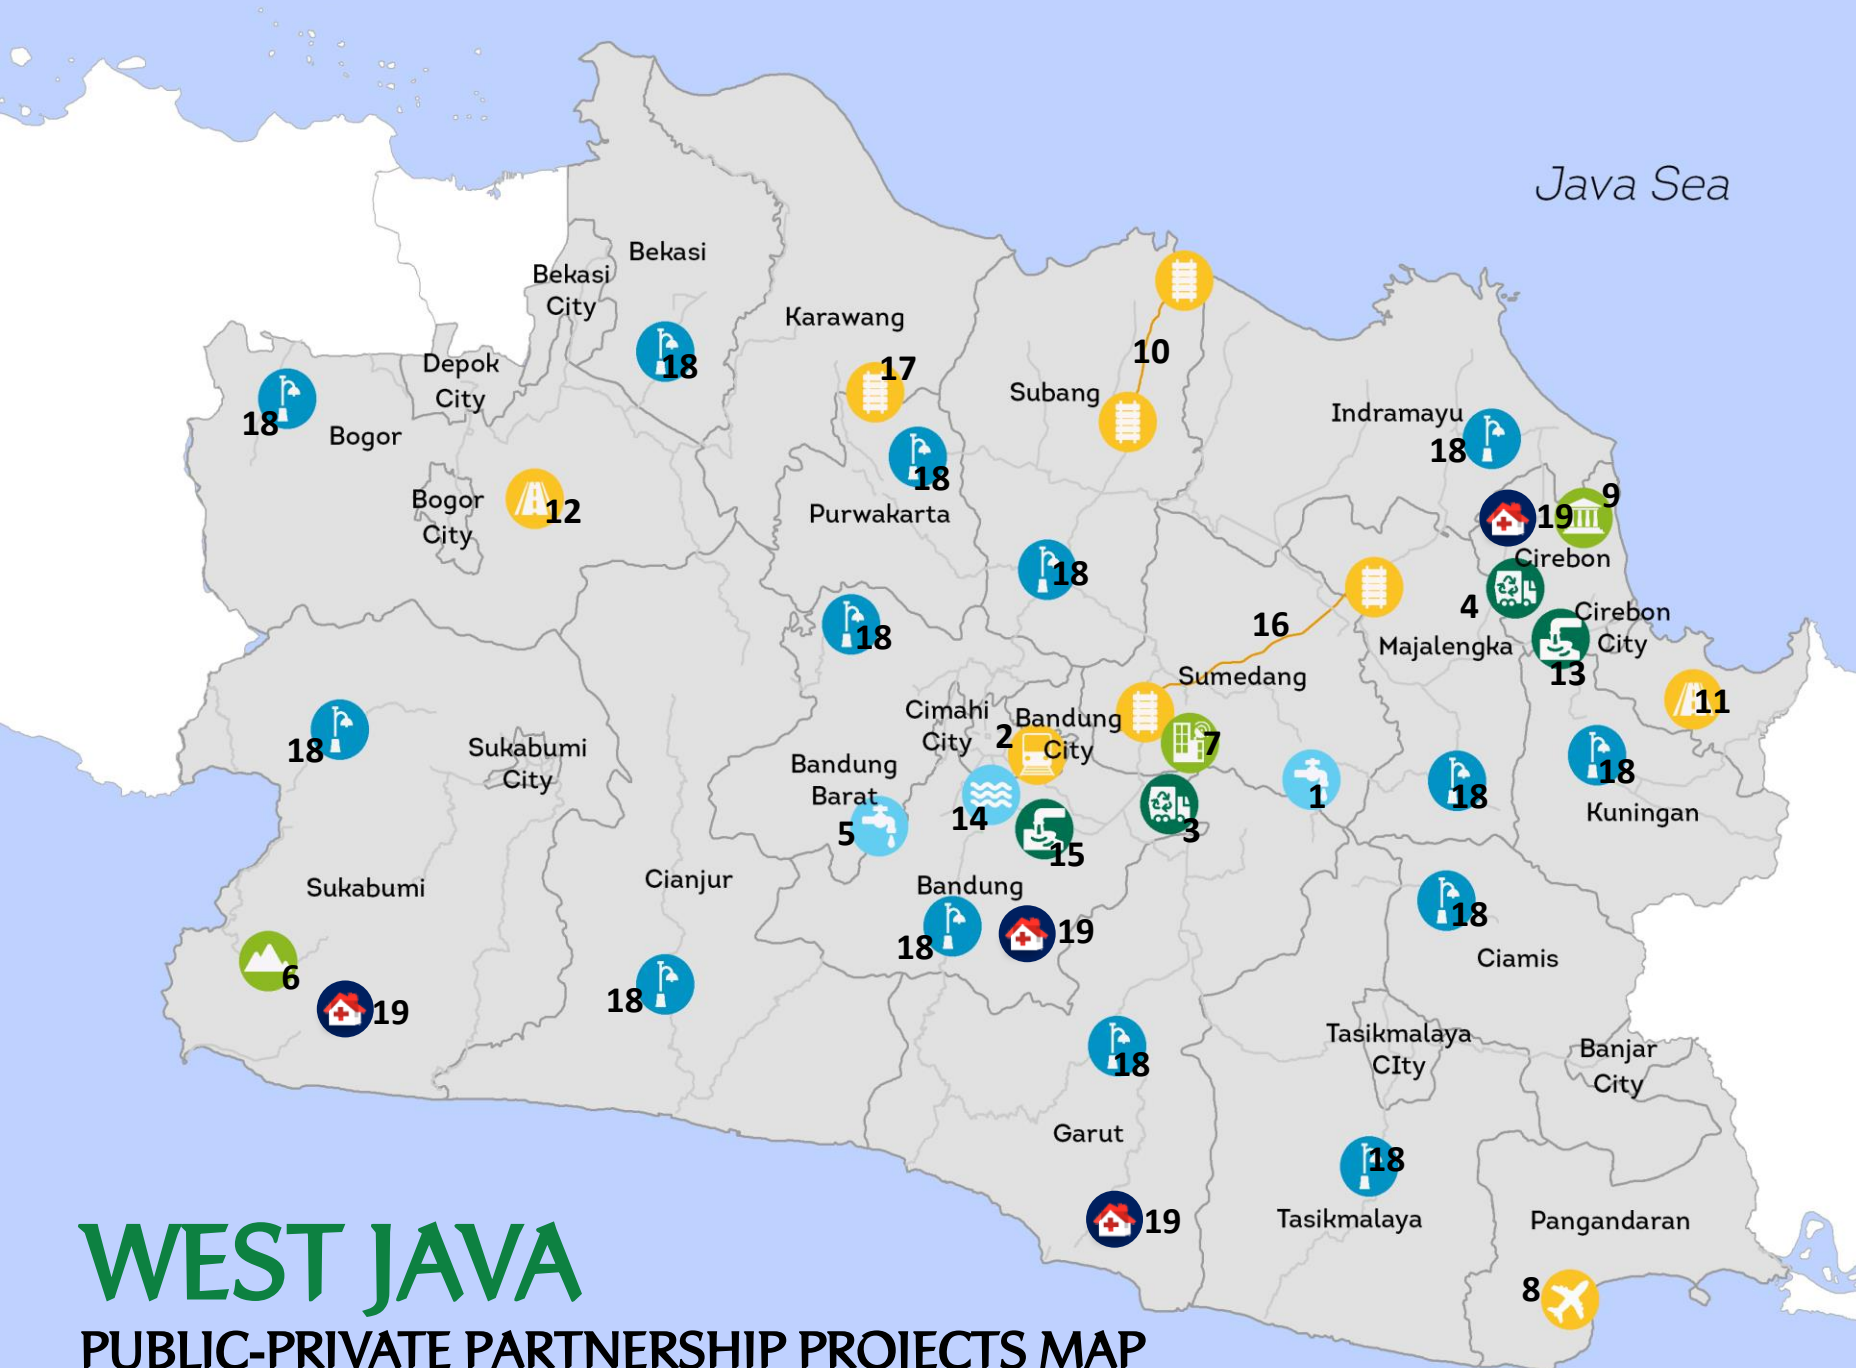 Java Sea
Bekasi
Bekasi
City
Karawang
10
18
17
Subang
Depok
City
18
Bogor
Indramayu
18
18
Bogor
City
12
Purwakarta
9
19
Cirebon
18
4
Cirebon
City
16
18
Majalengka
13
Sumedang
11
Cimahi
City
2
Bandung
City
7
18
Sukabumi
City
Bandung
Barat
1
18
18
Kuningan
5
14
3
15
Sukabumi
Cianjur
Bandung
18
18
19
Ciamis
6
19
18
Tasikmalaya
CIty
Banjar
City
18
Garut
18
19
Tasikmalaya
Pangandaran
8
WEST JAVA
PUBLIC-PRIVATE PARTNERSHIP PROJECTS MAP